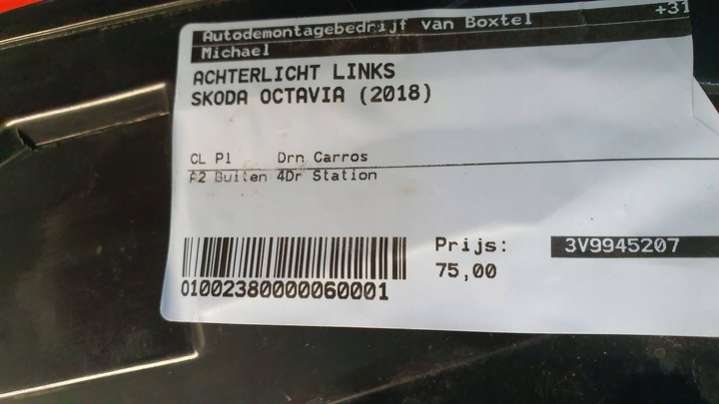 Autodemontagebedrijf van Boxtel +31
Michael
ACHTERLICHT LINKS
SKODA OCTAVIA (2018)
CL P1 Drn Carros
A2 Buiten 4Dr Station
Prijs: 3V9945207
75,00
01002380000060001